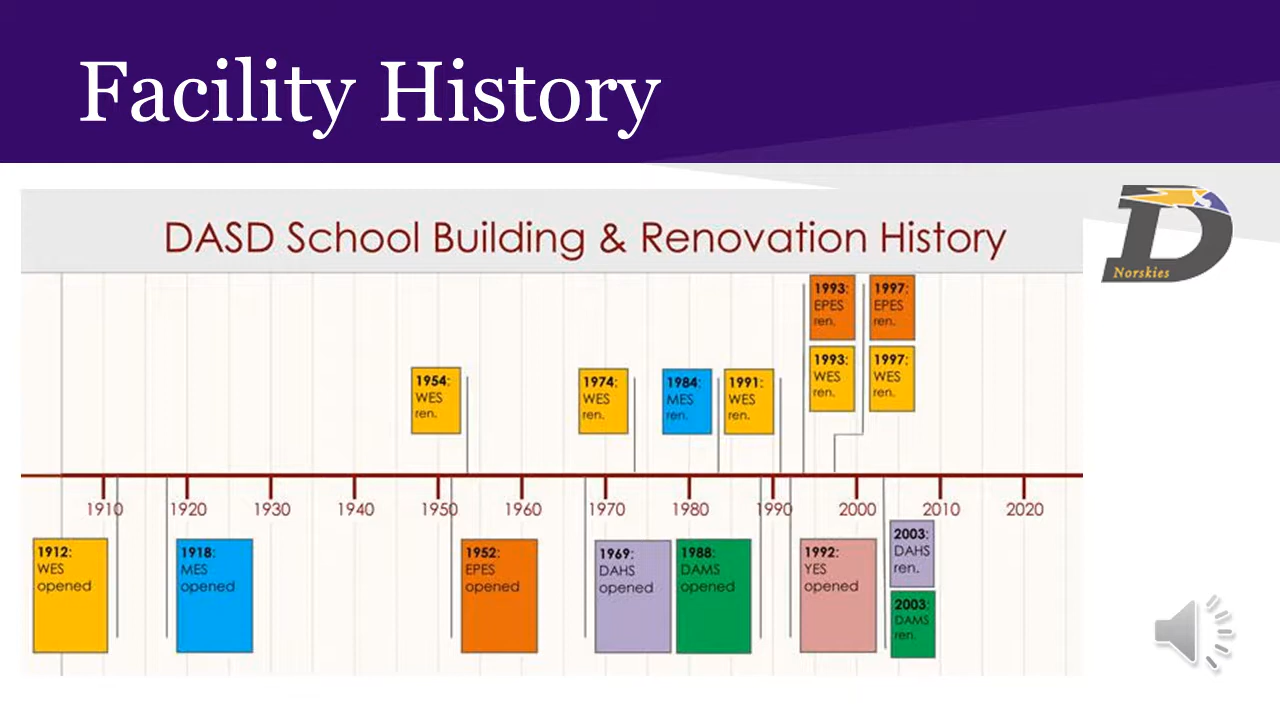 Facility History
DASD School Building & Renovation History
Norskies
1993:
EPES
ren.
1997:
EPES
ren.
1954:
WES
ren.
1974:
WES
ren.
1984:
MES
ren.
1991:
WES
ren.
1993:
WES
ren.
1997:
WES
ren.
1910 1920 1930 1940 1950 1960 1970 1980 1990 2000 2010 2020
1912:
WES
opened
1918:
MES
opened
1952:
EPES
opened
1969:
DAHS
opened
1988:
DAMS
opened
1992:
YES
opened
2003:
DAHS
ren.
2003:
DAMS
ren.